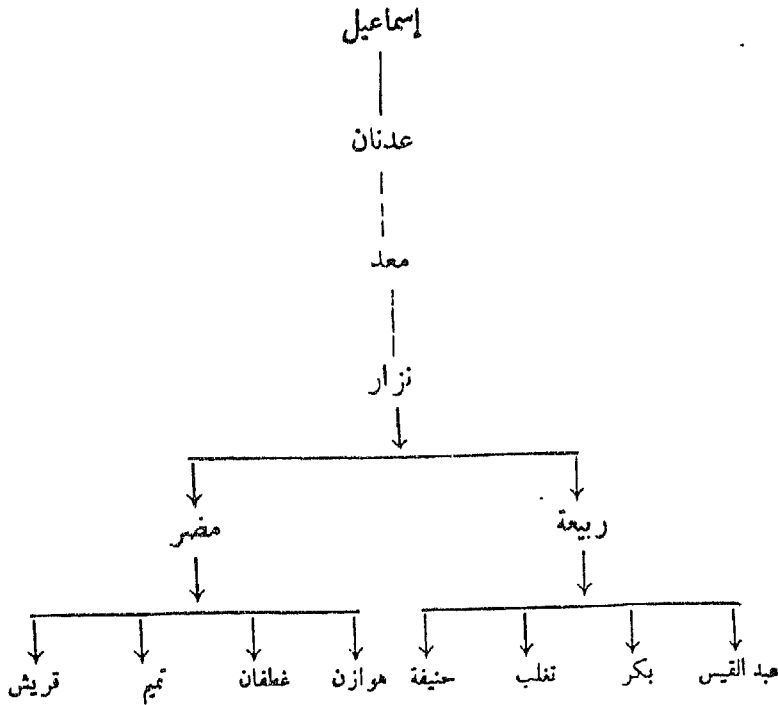 إسماعيل
عدنان
معد
نزار
ربيعة مضر
عبد القيس بكر تغلب حنيفة هوازن غطفان تميم قريش